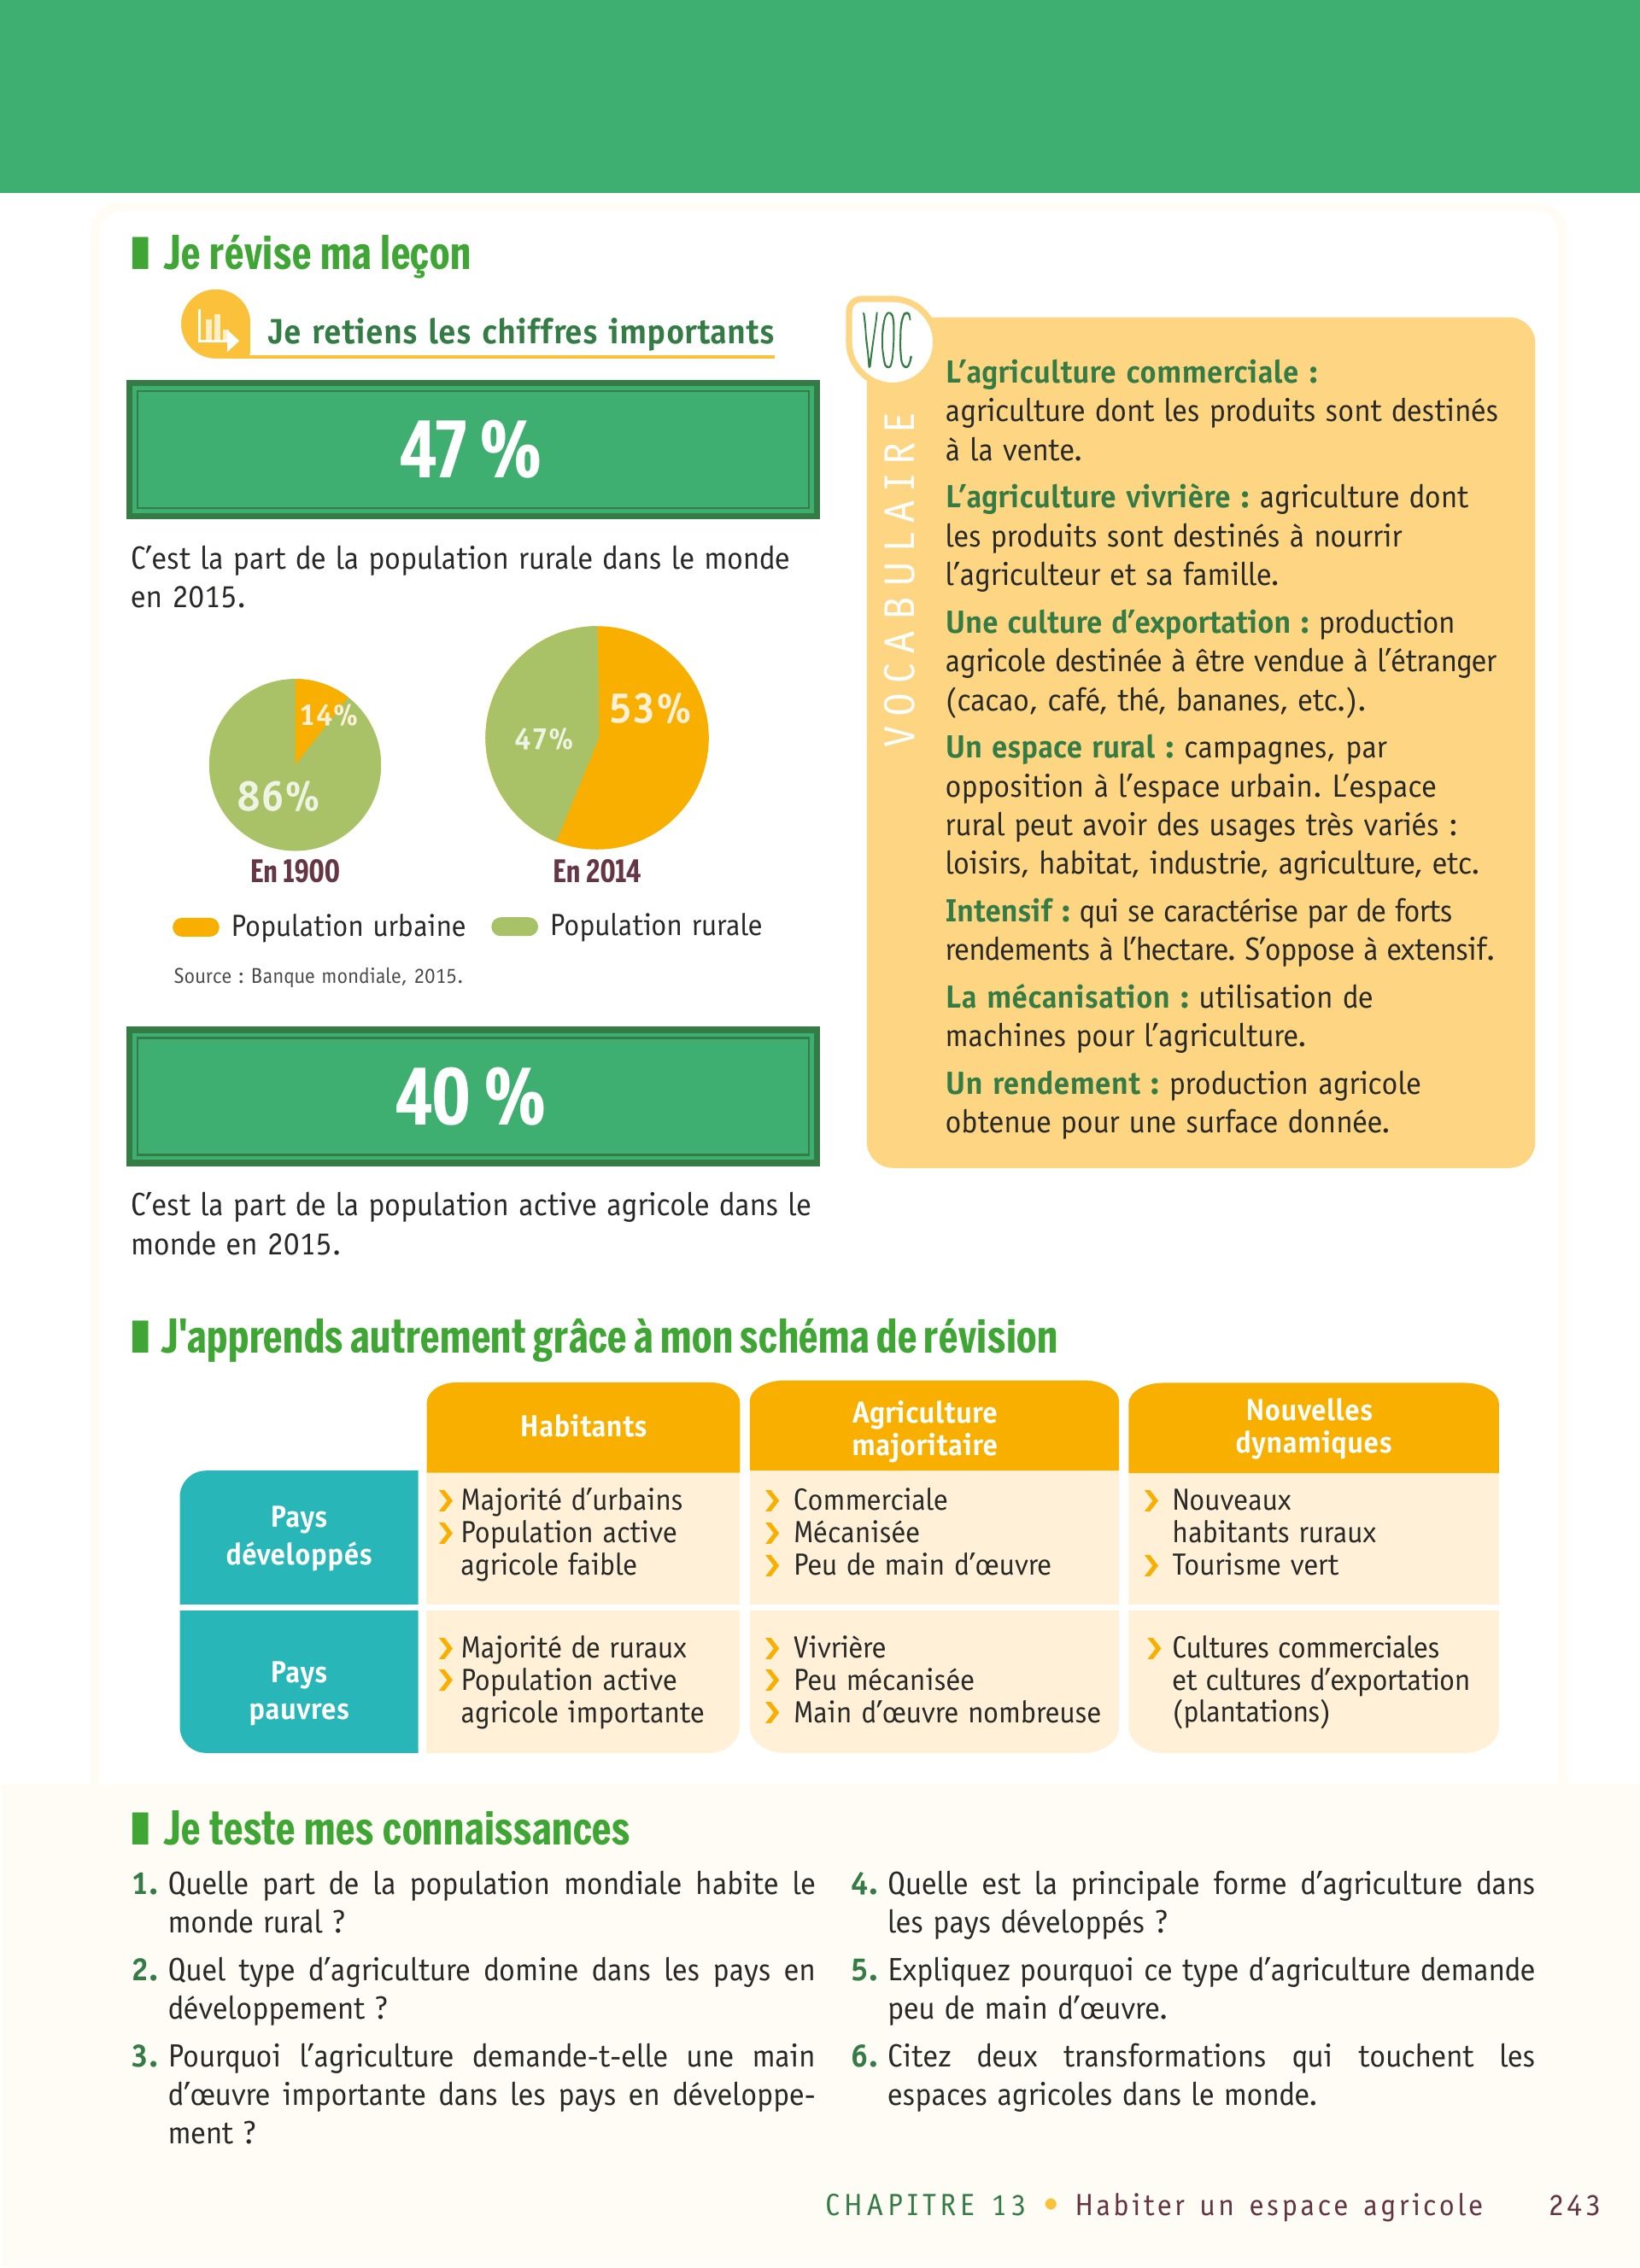 Je révise ma leçon
Je retiens les chiffres importants
47 %
C'est la part de la population rurale dans le monde
en 2015.
14%
86%
En 1900
53%
47%
En 2014
Population urbaine
Population rurale
Source : Banque mondiale, 2015.
40 %
C'est la part de la population active agricole dans le
monde en 2015.
VOC
VOCABULAIRE
L'agriculture commerciale :
agriculture dont les produits sont destinés
à la vente.
L'agriculture vivrière : agriculture dont
les produits sont destinés à nourrir
l'agriculteur et sa famille.
Une culture d'exportation : production
agricole destinée à être vendue à l'étranger
(cacao, café, thé, bananes, etc.).
Un espace rural : campagnes, par
opposition à l'espace urbain. L'espace
rural peut avoir des usages très variés :
loisirs, habitat, industrie, agriculture, etc.
Intensif : qui se caractérise par de forts
rendements à l'hectare. S'oppose à extensif.
La mécanisation : utilisation de
machines pour l'agriculture.
Un rendement : production agricole
obtenue pour une surface donnée.
J'apprends autrement grâce à mon schéma de révision
Habitants
Agriculture
majoritaire
Nouvelles
dynamiques
Pays
développés
Majorité d'urbains
Population active
agricole faible
Commerciale
Mécanisée
Peu de main d'œuvre
Nouveaux
habitants ruraux
Tourisme vert
Pays
pauvres
Majorité de ruraux
Population active
agricole importante
Vivrière
Peu mécanisée
Main d'œuvre nombreuse
Cultures commerciales
et cultures d'exportation
(plantations)
Je teste mes connaissances
1. Quelle part de la population mondiale habite le
monde rural ?
2. Quel type d'agriculture domine dans les pays en
développement ?
3. Pourquoi l'agriculture demande-t-elle une main
d'œuvre importante dans les pays en développe-
ment ?
4. Quelle est la principale forme d'agriculture dans
les pays développés ?
5. Expliquez pourquoi ce type d'agriculture demande
peu de main d'œuvre.
6. Citez deux transformations qui touchent les
espaces agricoles dans le monde.
CHAPITRE 13 • Habiter un espace agricole 243